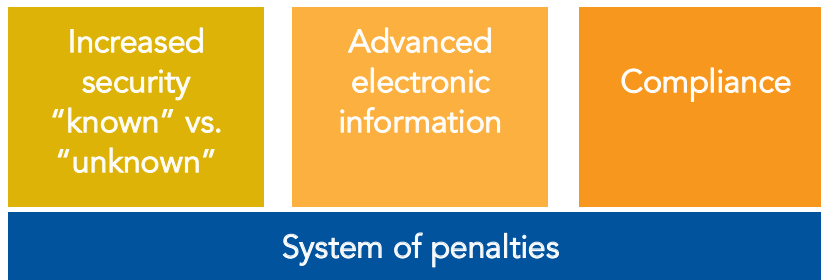 Increased
security
“known” vs.
“unknown”
Advanced
electronic
information
Compliance
System of penalties